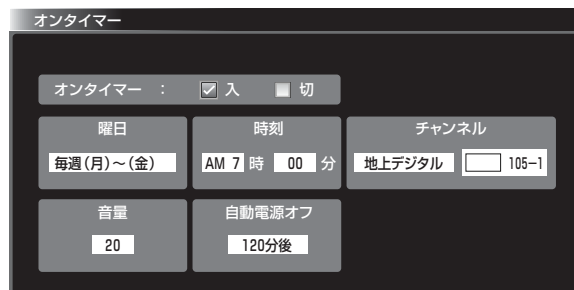 オンタイマー
オンタイマー : 入 切
曜日 時刻 チャンネル
毎週(月)~(金) AM 7 時 00 分 地上デジタル 105-1
音量 自動電源オフ
20 120分後